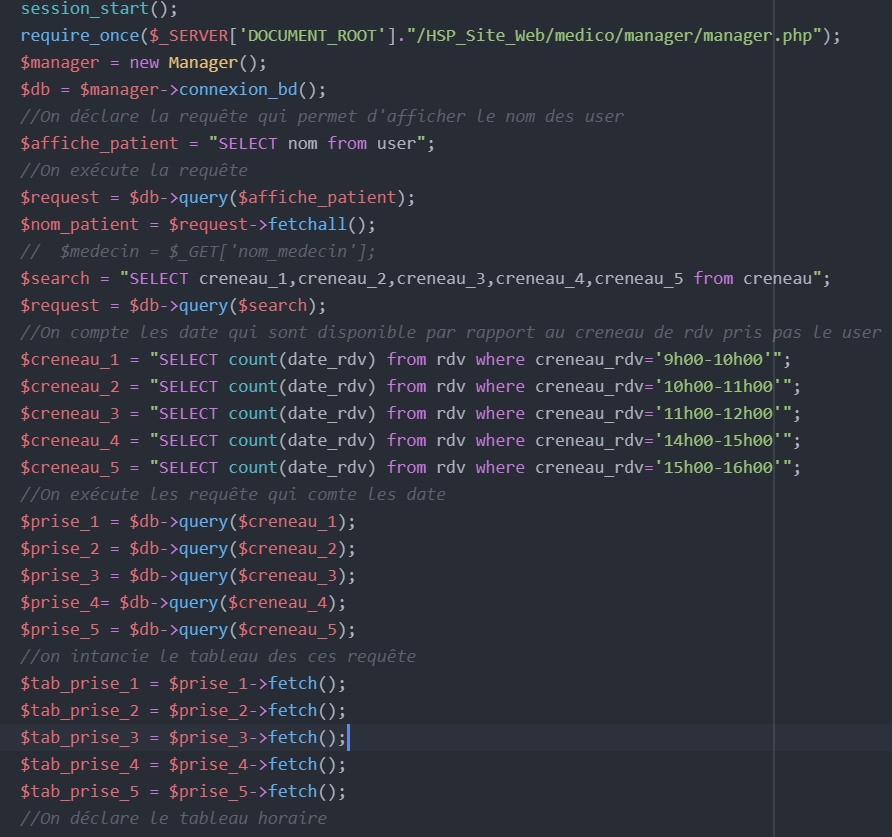 session_start();
require_once($_SERVER['DOCUMENT_ROOT']."/HSP_Site_Web/medico/manager/manager.php");
$manager = new Manager();
$db = $manager->connexion_bd();
//On déclare la requête qui permet d'afficher le nom des user
$affiche_patient = "SELECT nom from user";
//On exécute la requête
$request = $db->query($affiche_patient);
$nom_patient = $request->fetchall();
//  $medecin = $_GET['nom_medecin'];
$search = "SELECT creneau_1,creneau_2,creneau_3,creneau_4,creneau_5 from creneau";
$request = $db->query($search);
//On compte les date qui sont disponible par rapport au creneau de rdv pris pas le user
$creneau_1 = "SELECT count(date_rdv) from rdv where creneau_rdv='9h00-10h00'";
$creneau_2 = "SELECT count(date_rdv) from rdv where creneau_rdv='10h00-11h00'";
$creneau_3 = "SELECT count(date_rdv) from rdv where creneau_rdv='11h00-12h00'";
$creneau_4 = "SELECT count(date_rdv) from rdv where creneau_rdv='14h00-15h00'";
$creneau_5 = "SELECT count(date_rdv) from rdv where creneau_rdv='15h00-16h00'";
//On exécute les requête qui comte les date
$prise_1 = $db->query($creneau_1);
$prise_2 = $db->query($creneau_2);
$prise_3 = $db->query($creneau_3);
$prise_4= $db->query($creneau_4);
$prise_5 = $db->query($creneau_5);
//on intancie le tableau des ces requête
$tab_prise_1 = $prise_1->fetch();
$tab_prise_2 = $prise_2->fetch();
$tab_prise_3 = $prise_3->fetch();
$tab_prise_4 = $prise_4->fetch();
$tab_prise_5 = $prise_5->fetch();
//On déclare le tableau horaire